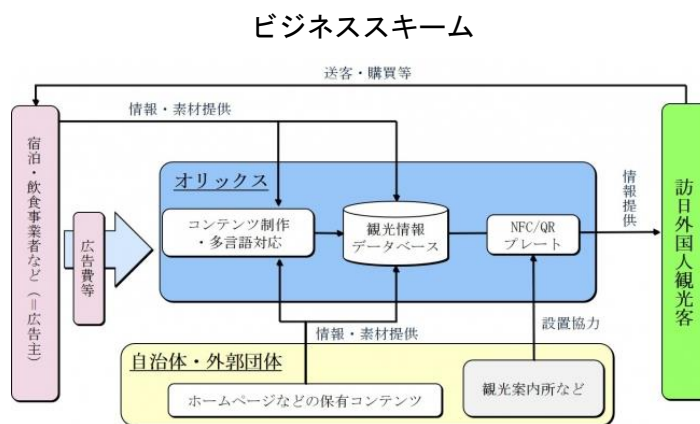 ビジネススキーム
送客・購買等
情報・素材提供
宿泊・飲食事業者など（＝広告主）
広告費等
オリックス
コンテンツ制作
・多言語対応
観光情報
データベース
NFC/QR
プレート
情報提供
訪日外国人観光客
情報・素材提供
設置協力
自治体・外郭団体
ホームページなどの保有コンテンツ
観光案内所など